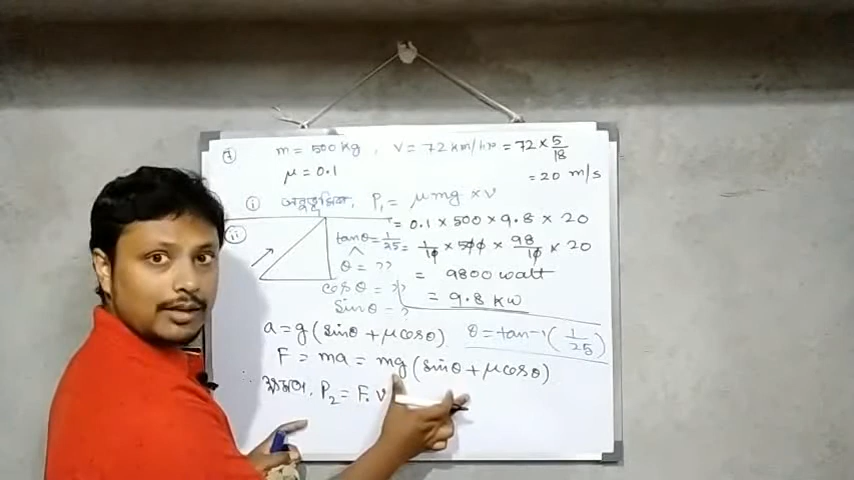 7 m = 500 kg, v = 72 km/hr = 72 × 5/18
μ = 0.1 = 20 m/s
i P₁ = μmg × v
= 0.1 × 500 × 9.8 × 20
ii tanθ = 1/25 = 1/10 × 500 × 98/10 × 20
θ = ?? = 9800 watt
cosθ = ?? = 9.8 KW
Sinθ = ?
a = g(sinθ + μcosθ) θ = tan-1(1/25)
F = ma = mg(sinθ + μcosθ)
ক্ষমতা, P₂ = F.v